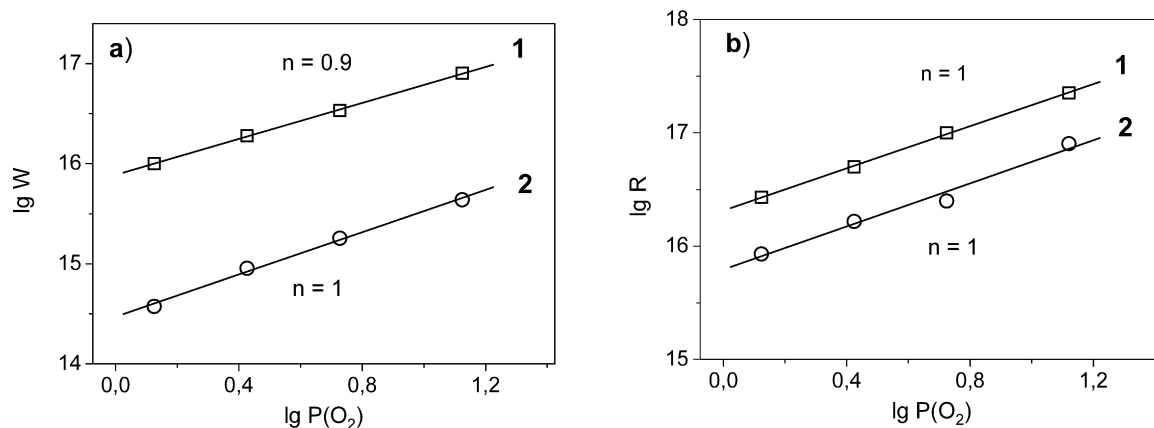 a)
1
n = 0.9
17
16
lg W
2
15
n = 1
14
0,0 0,4 0,8 1,2
lg P(O₂)
18
b)
1
n = 1
2
17
lg R
16
n = 1
15
0,0 0,4 0,8 1,2
lg P(O₂)